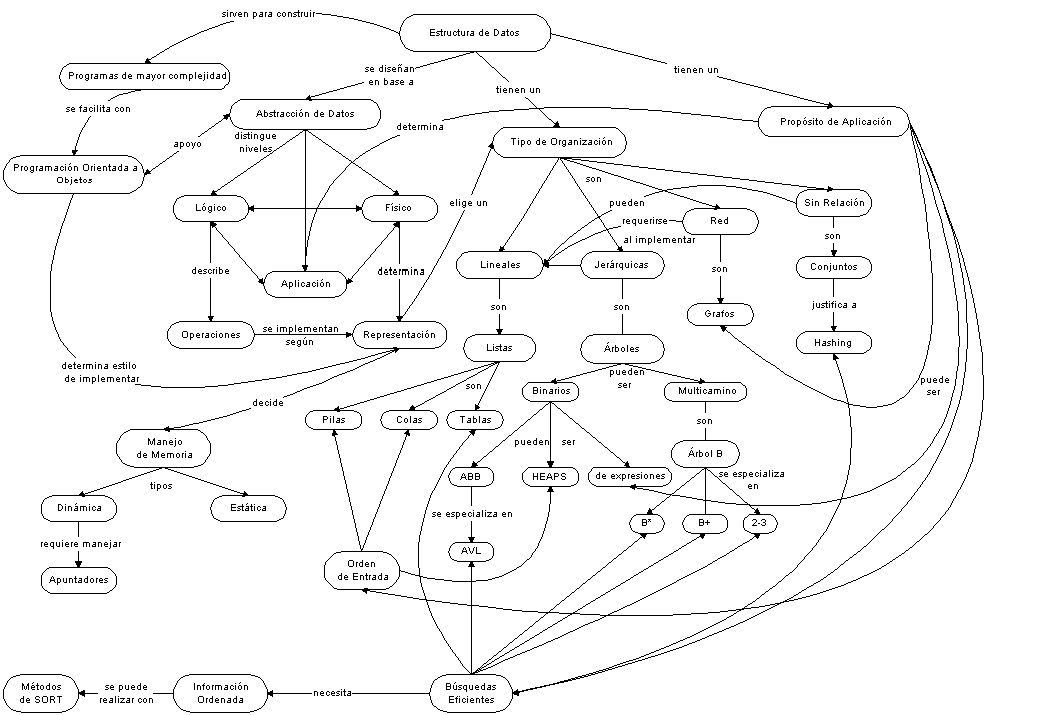 sirven para construir
Estructura de Datos
Programas de mayor complejidad
se diseñan
en base a
tienen un
tienen un
se facilita con
Abstracción de Datos
determina
Propósito de Aplicación
apoyo
distingue
niveles
Tipo de Organización
Programación Orientada a
Objetos
son
Lógico
Físico
elige un
pueden
Sin Relación
requerirse
Red
al implementar
son
describe
Aplicación
determina
Lineales
Jerárquicas
son
Conjuntos
son
son
justifica a
Grafos
Operaciones
se implementan
según
Representación
Listas
Árboles
Hashing
determina estilo
de implementar
son
pueden
ser
puede
ser
decide
Binarios
Multicamino
Pilas
Colas
Tablas
son
Manejo
de Memoria
pueden ser
Árbol B
tipos
ABB
HEAPS
de expresiones
se especializa
en
Dinámica
Estática
se especializa en
B*
B+
2-3
requiere manejar
AVL
Orden
de Entrada
Apuntadores
Métodos
de SORT
se puede
realizar con
Información
Ordenada
necesita
Búsquedas
Eficientes